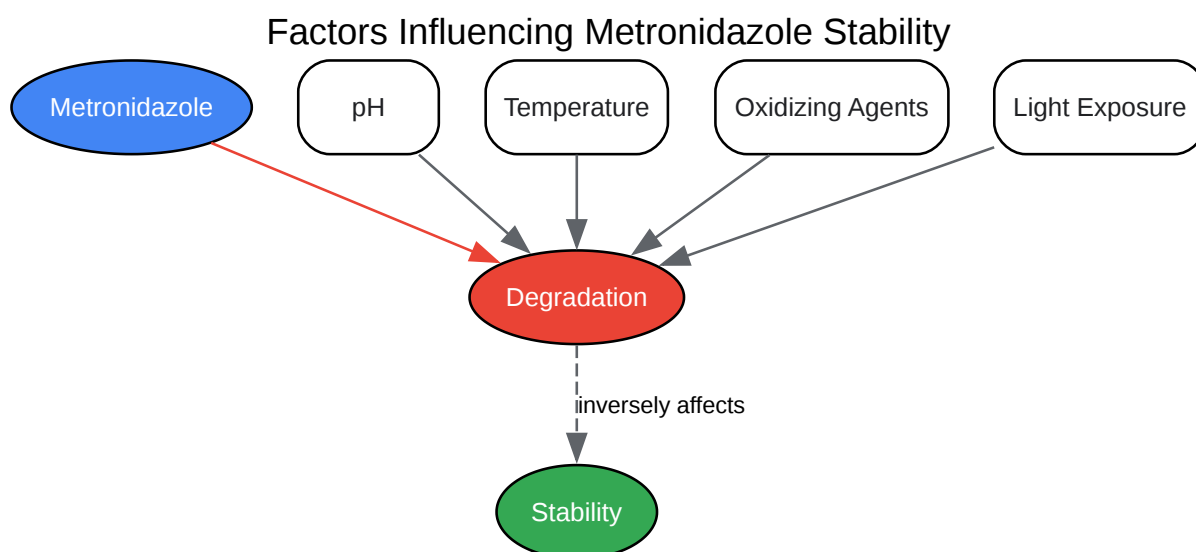 Factors Influencing Metronidazole Stability
Metronidazole
pH
Temperature
Oxidizing Agents
Light Exposure
Degradation
inversely affects
Stability